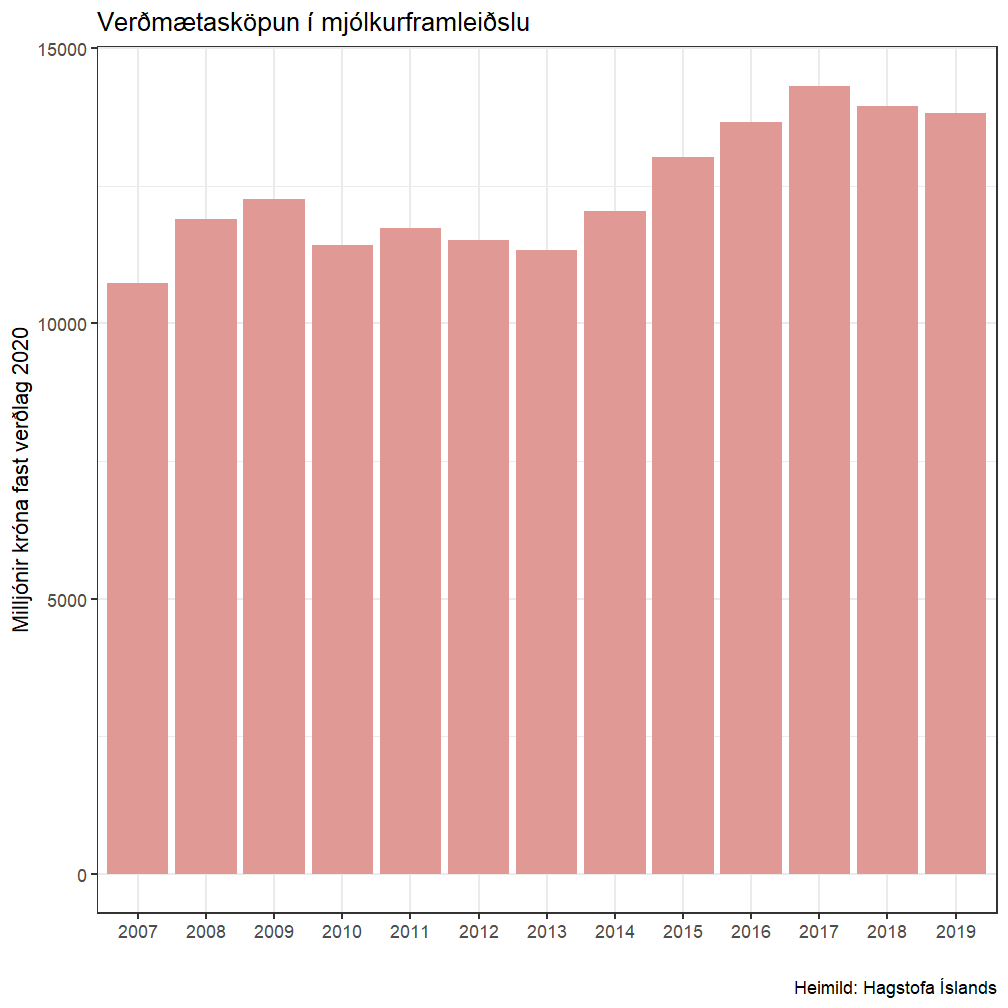 Verðmætasköpun í mjólkurframleiðslu
Milljónir króna fast verðlag 2020
15000
10000
5000
0
2007 2008 2009 2010 2011 2012 2013 2014 2015 2016 2017 2018 2019
Heimild: Hagstofa Íslands